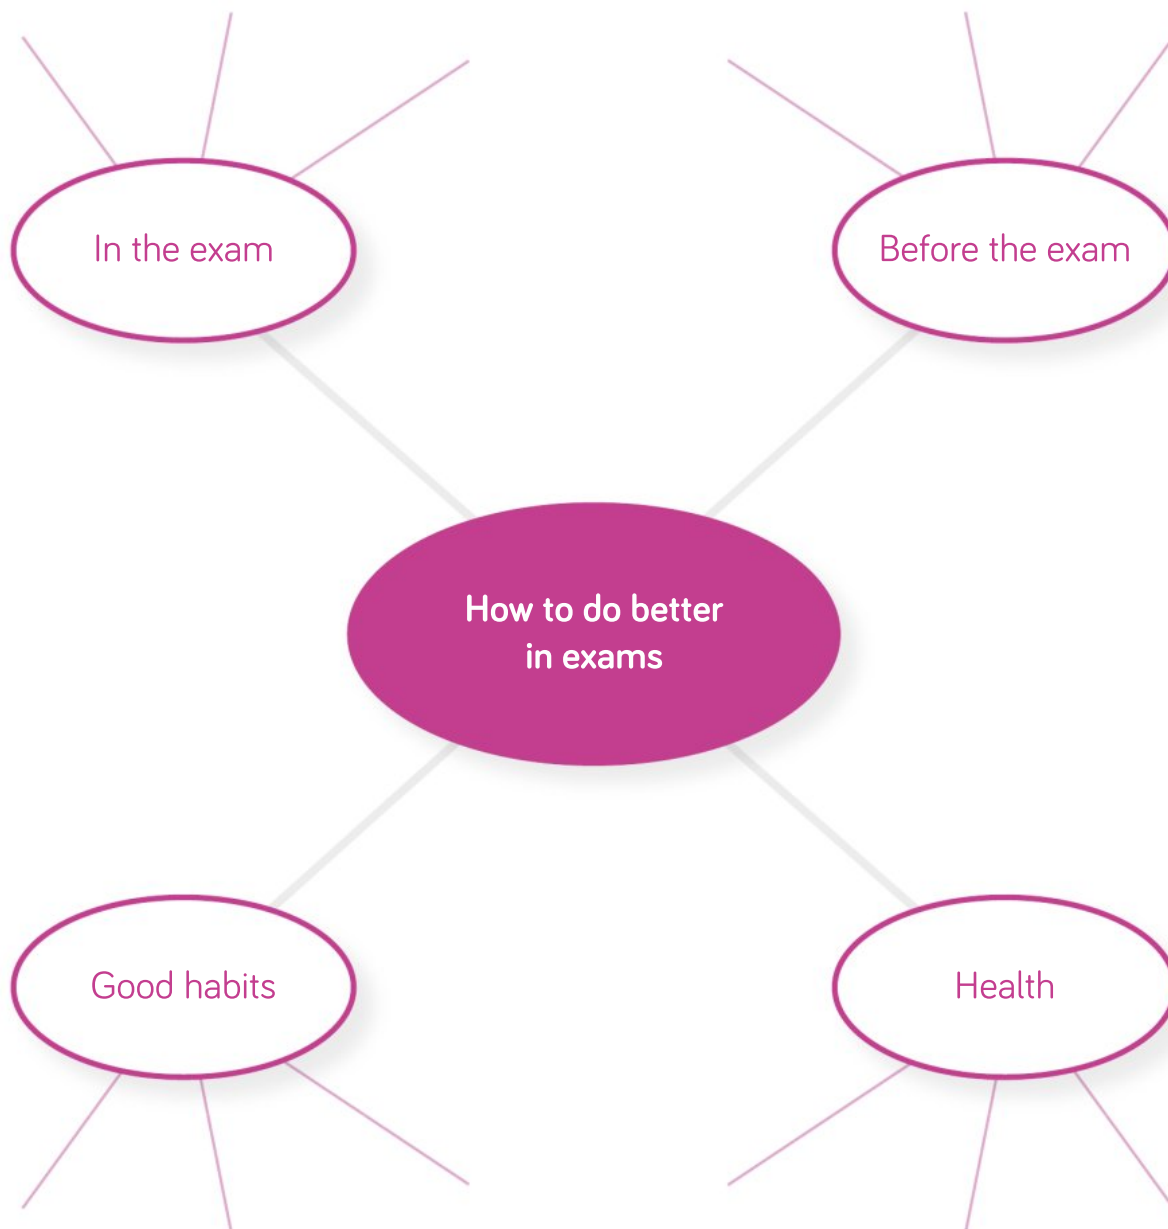 In the exam
Before the exam
How to do better
in exams
Good habits
Health